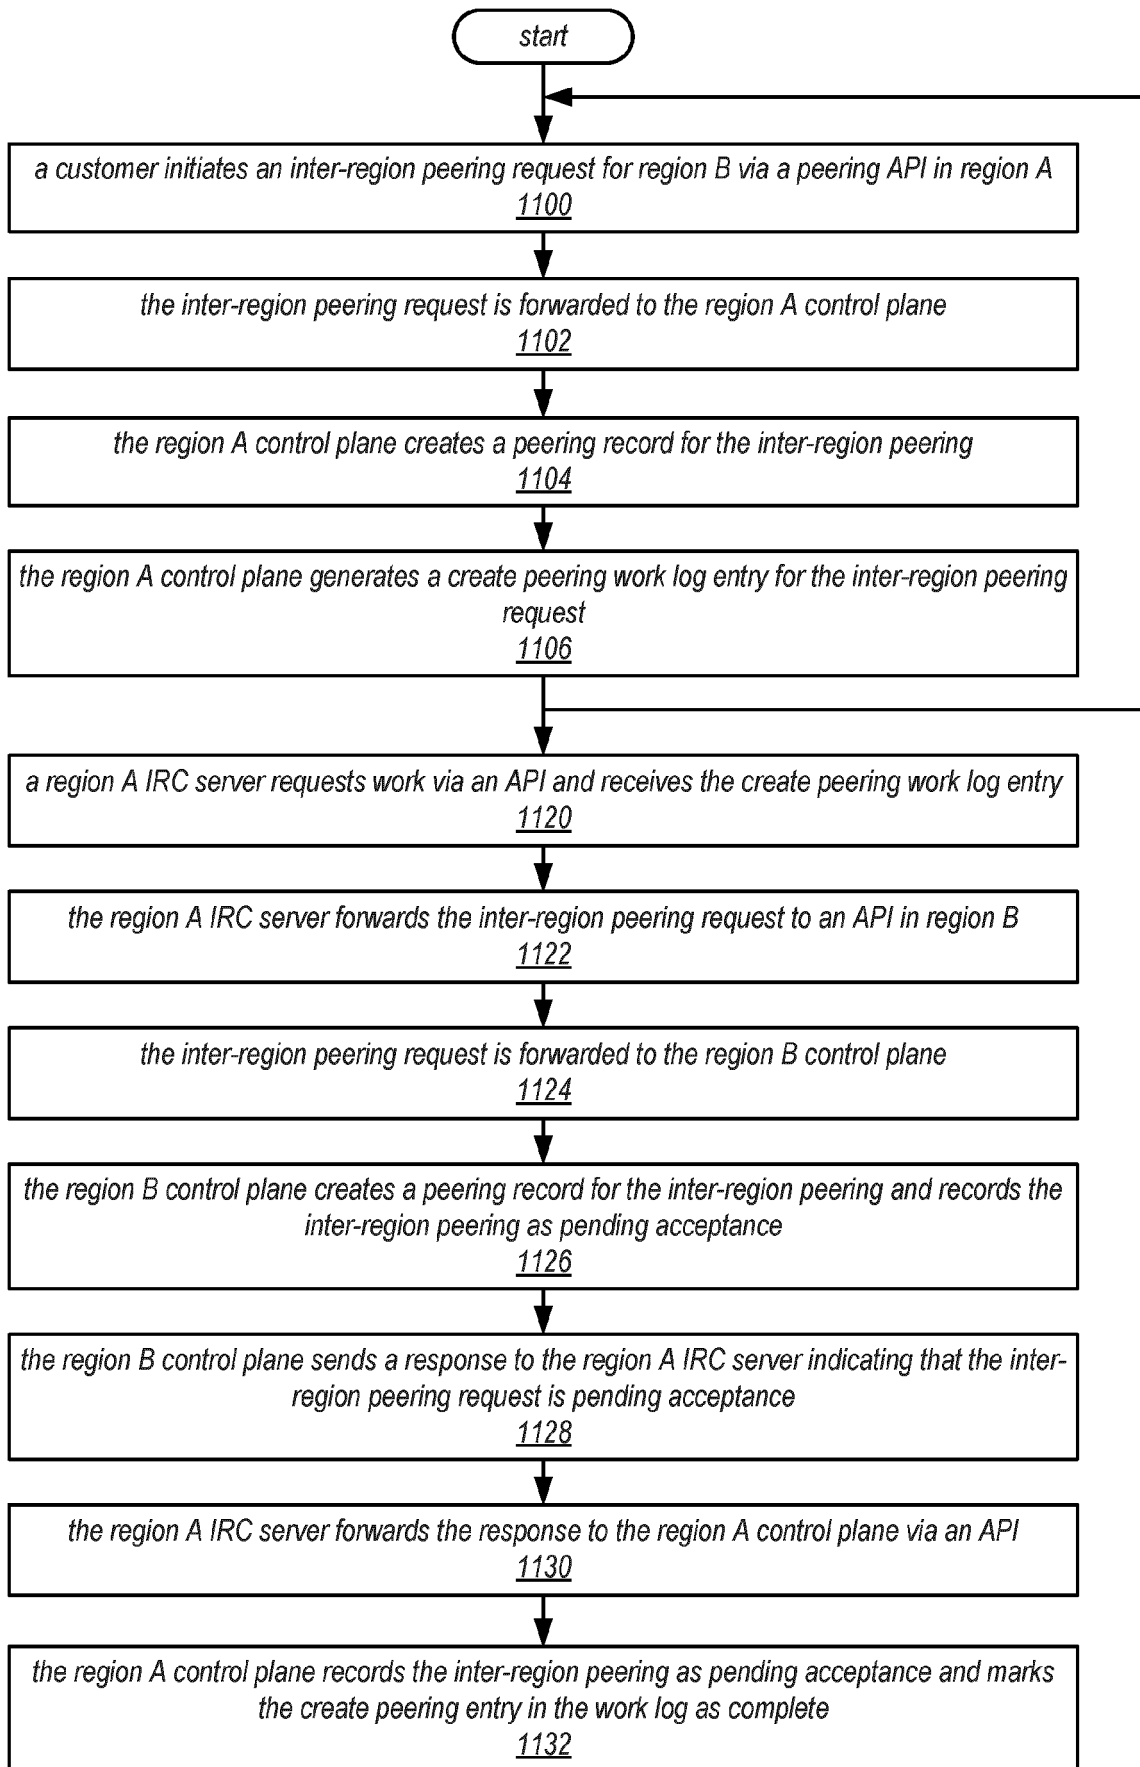 start
a customer initiates an inter-region peering request for region B via a peering API in region A
1100
the inter-region peering request is forwarded to the region A control plane
1102
the region A control plane creates a peering record for the inter-region peering
1104
the region A control plane generates a create peering work log entry for the inter-region peering
request
1106
a region A IRC server requests work via an API and receives the create peering work log entry
1120
the region A IRC server forwards the inter-region peering request to an API in region B
1122
the inter-region peering request is forwarded to the region B control plane
1124
the region B control plane creates a peering record for the inter-region peering and records the
inter-region peering as pending acceptance
1126
the region B control plane sends a response to the region A IRC server indicating that the inter-
region peering request is pending acceptance
1128
the region A IRC server forwards the response to the region A control plane via an API
1130
the region A control plane records the inter-region peering as pending acceptance and marks
the create peering entry in the work log as complete
1132